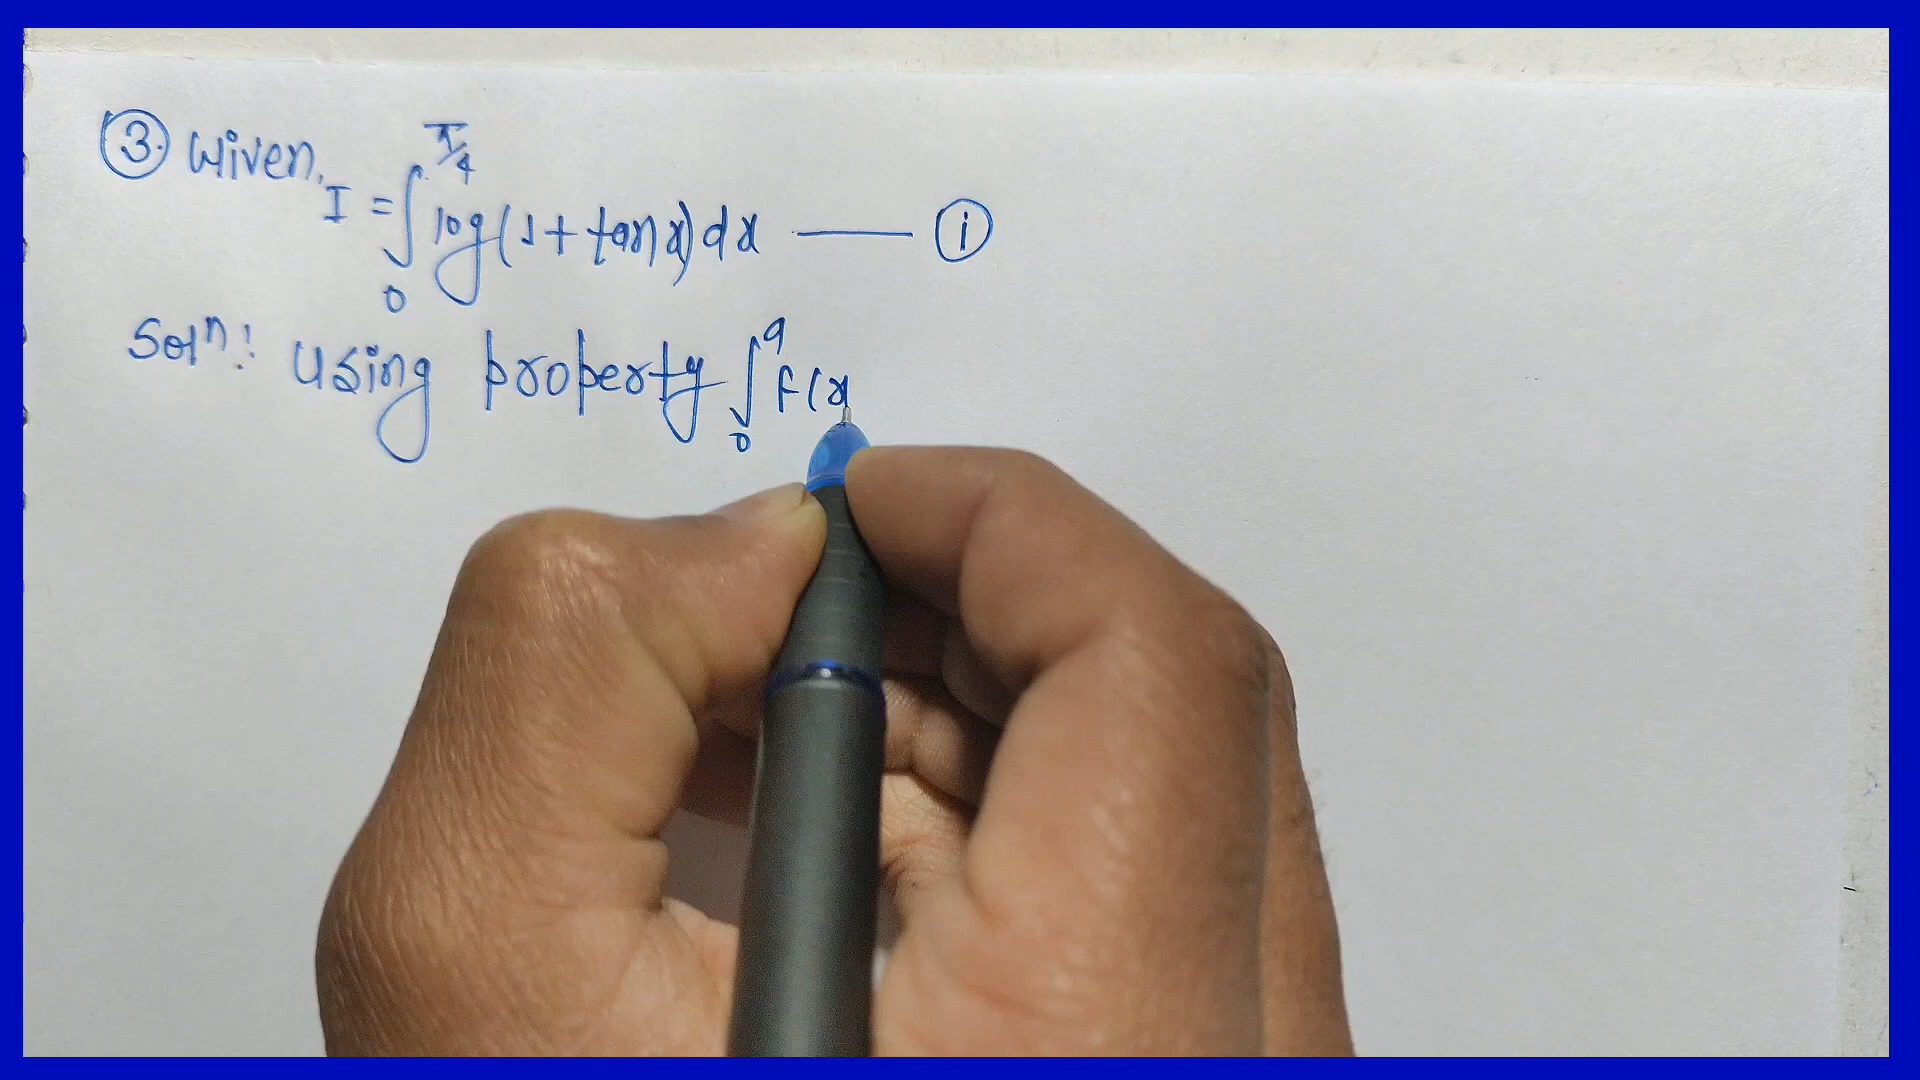 ③ Given,
I = ∫₀^{π/4} log(1+tanx)dx —— ⓘ
Solⁿ: Using property ∫₀^a f(x